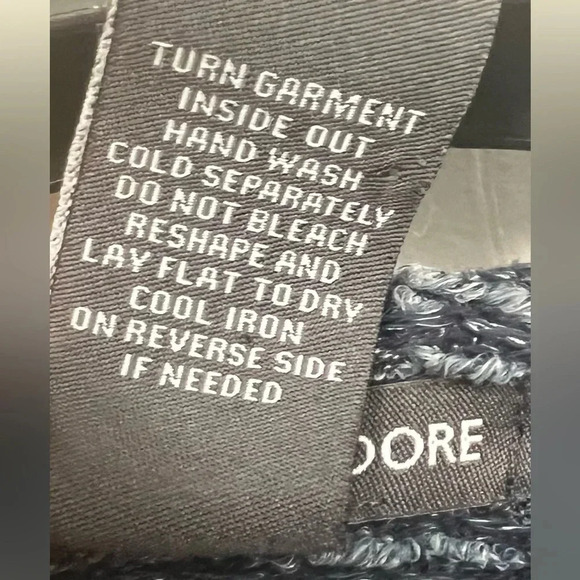 TURN GARMENT
INSIDE OUT
HAND WASH
COLD SEPARATELY
DO NOT BLEACH
RESHAPE AND
LAY FLAT TO DRY
COOL IRON
ON REVERSE SIDE
IF NEEDED
OORE